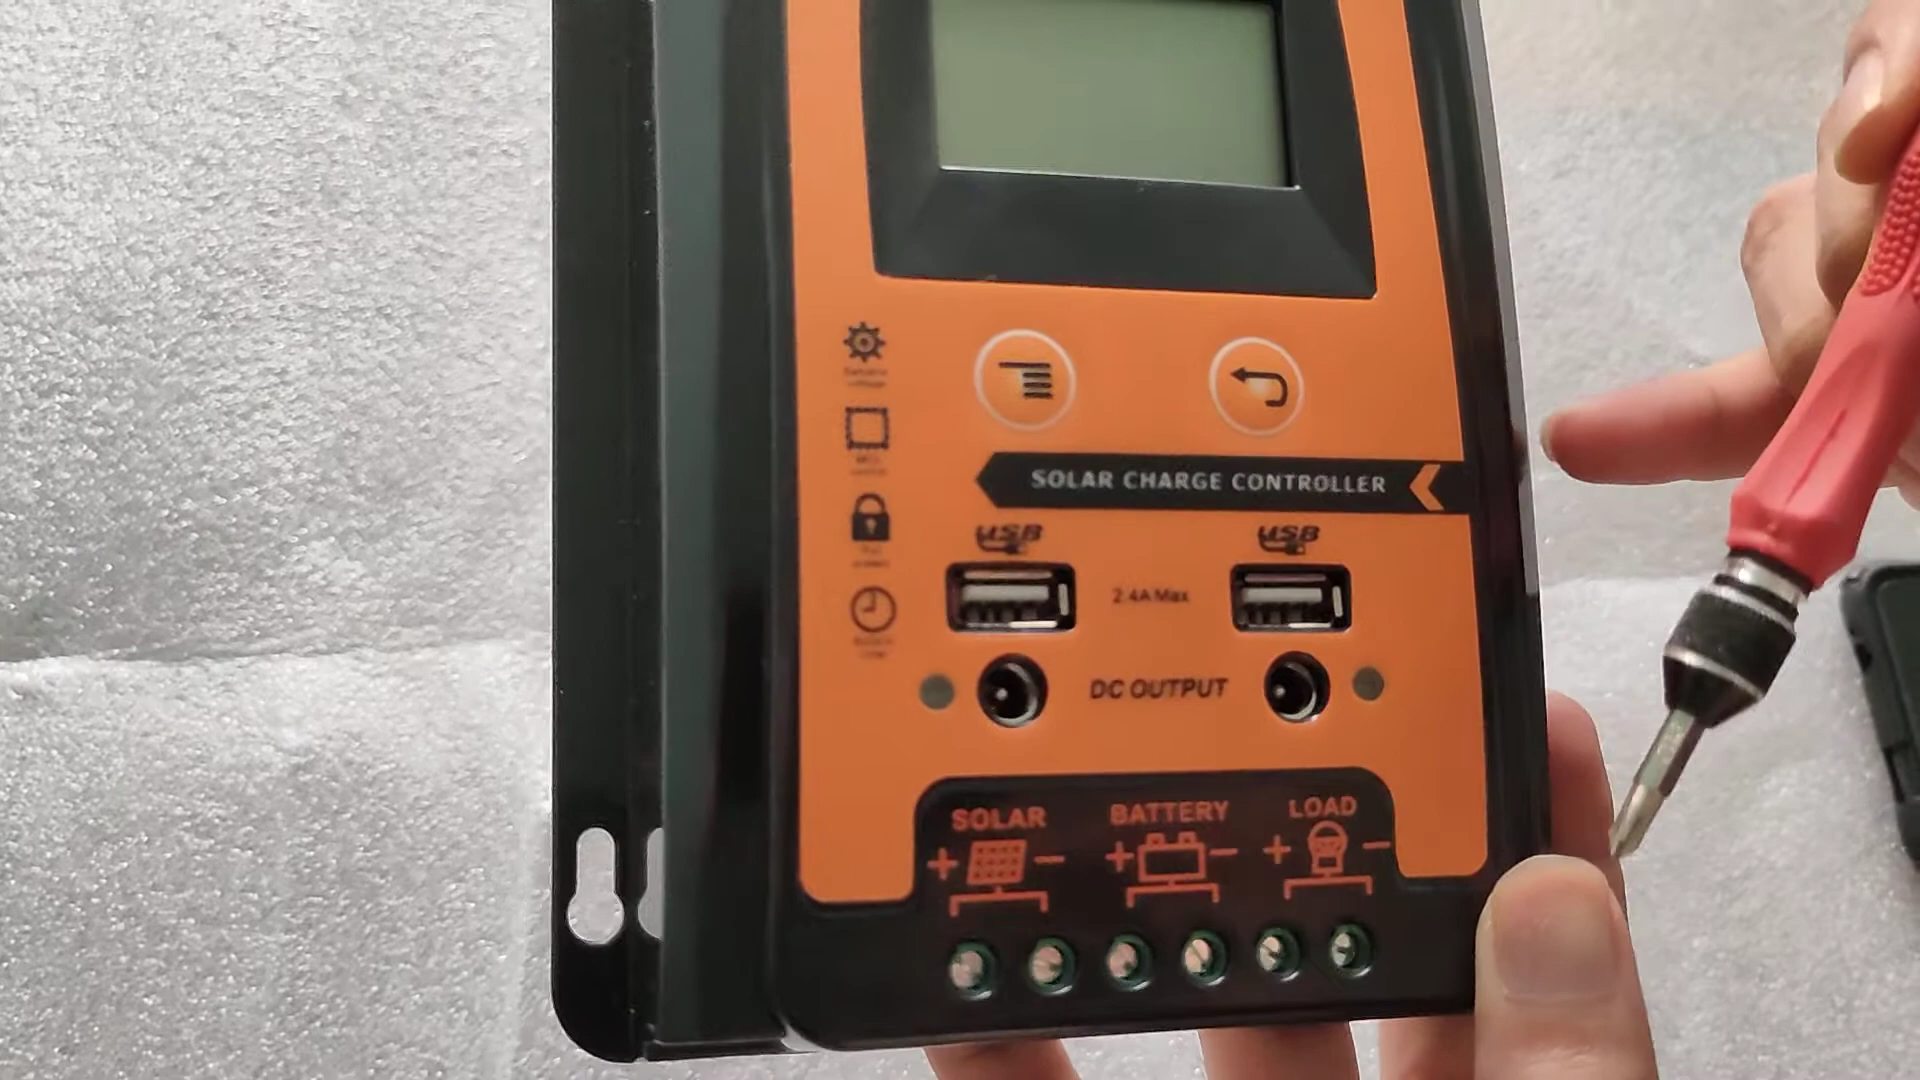 SOLAR CHARGE CONTROLLER
USB
USB
2.4A Max
DC OUTPUT
SOLAR
BATTERY
LOAD
+ −
+ −
+ −